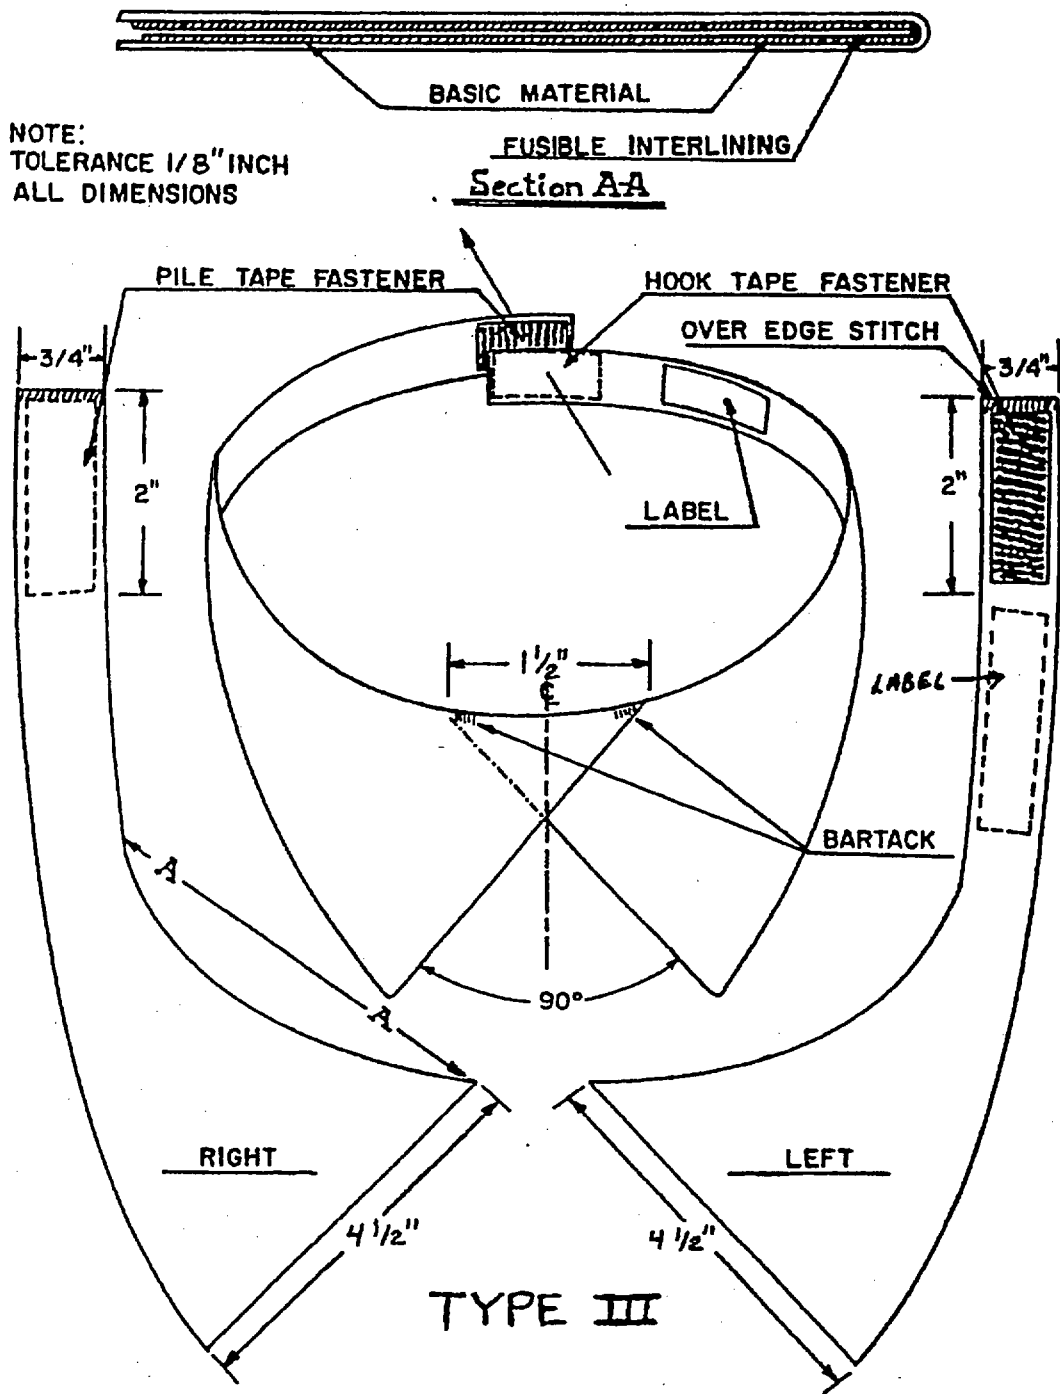 BASIC MATERIAL
NOTE:
TOLERANCE 1/8" INCH
ALL DIMENSIONS
FUSIBLE INTERLINING
Section A-A
PILE TAPE FASTENER
HOOK TAPE FASTENER
OVER EDGE STITCH
3/4"
3/4"
2"
2"
LABEL
1 1/2"
℄
LABEL
BARTACK
A
A
90°
RIGHT
LEFT
4 1/2"
4 1/2"
TYPE III